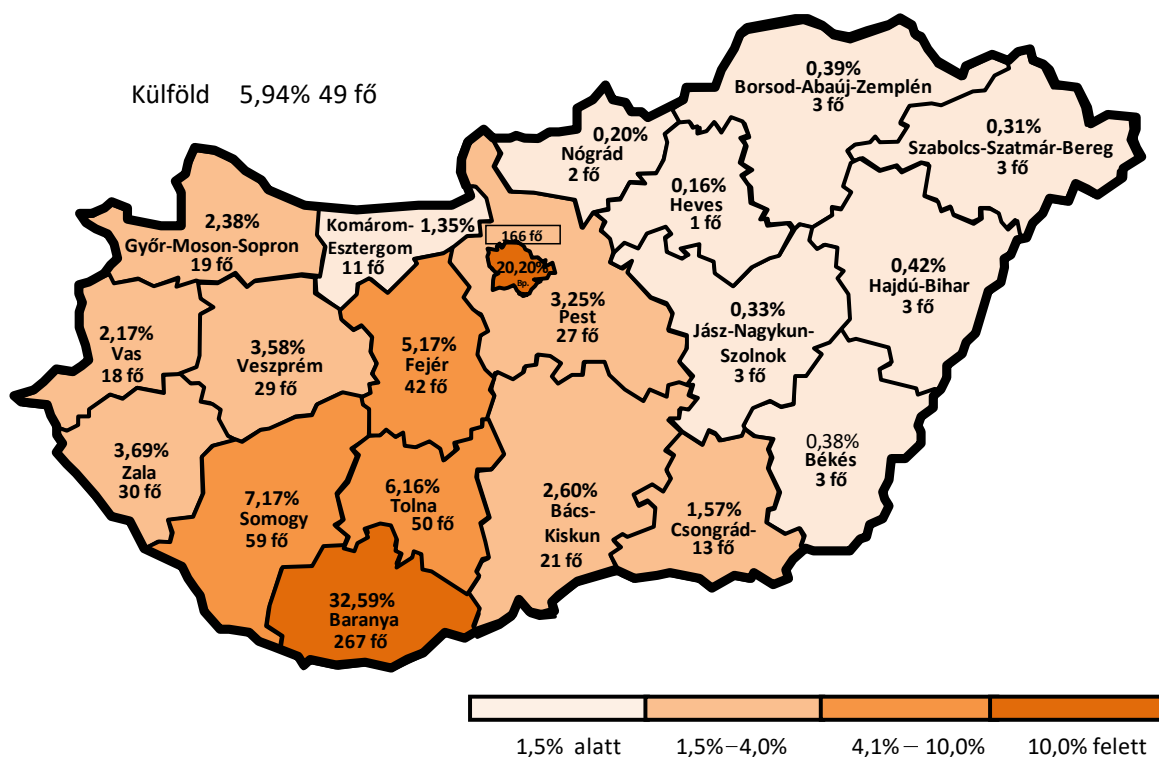 Külföld 5,94% 49 fő
0,39%
Borsod-Abaúj-Zemplén
3 fő
0,31%
Szabolcs-Szatmár-Bereg
3 fő
0,20%
Nógrád
2 fő
0,16%
Heves
1 fő
2,38%
Győr-Moson-Sopron
19 fő
Komárom- 1,35%
Esztergom
11 fő
166 fő
20,20%
Bp.
3,25%
Pest
27 fő
0,42%
Hajdú-Bihar
3 fő
0,33%
Jász-Nagykun-
Szolnok
3 fő
2,17%
Vas
18 fő
3,58%
Veszprém
29 fő
5,17%
Fejér
42 fő
3,69%
Zala
30 fő
7,17%
Somogy
59 fő
6,16%
Tolna
50 fő
2,60%
Bács-
Kiskun
21 fő
1,57%
Csongrád-
13 fő
0,38%
Békés
3 fő
32,59%
Baranya
267 fő
1,5% alatt 1,5%–4,0% 4,1% – 10,0% 10,0% felett